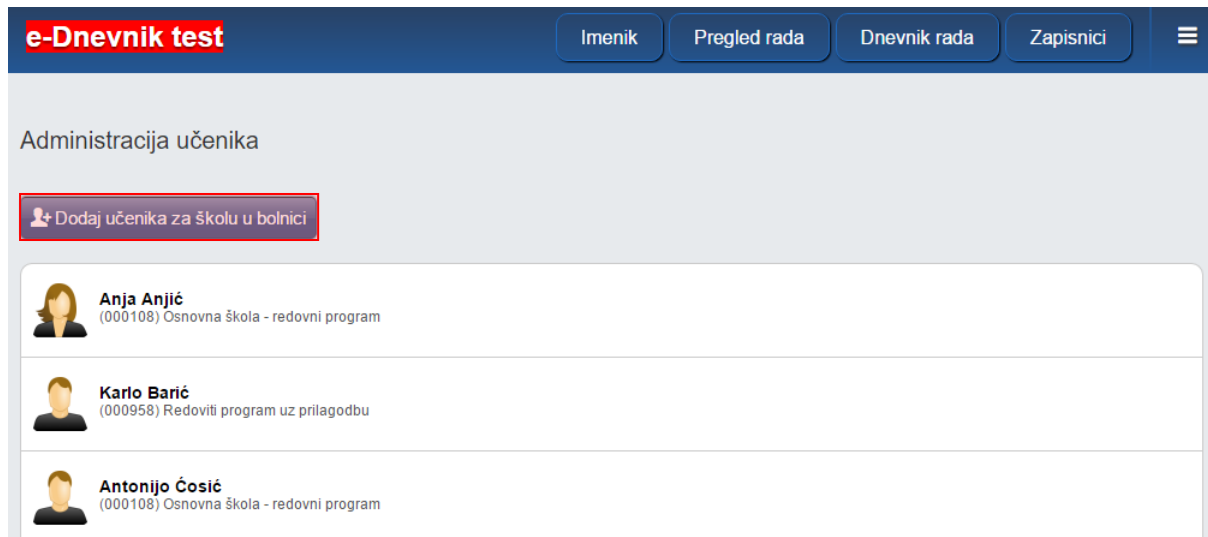 e-Dnevnik test
Imenik
Pregled rada
Dnevnik rada
Zapisnici
Administracija učenika
Dodaj učenika za školu u bolnici
Anja Anjić
(000108) Osnovna škola - redovni program
Karlo Barić
(000958) Redoviti program uz prilagodbu
Antonijo Ćosić
(000108) Osnovna škola - redovni program